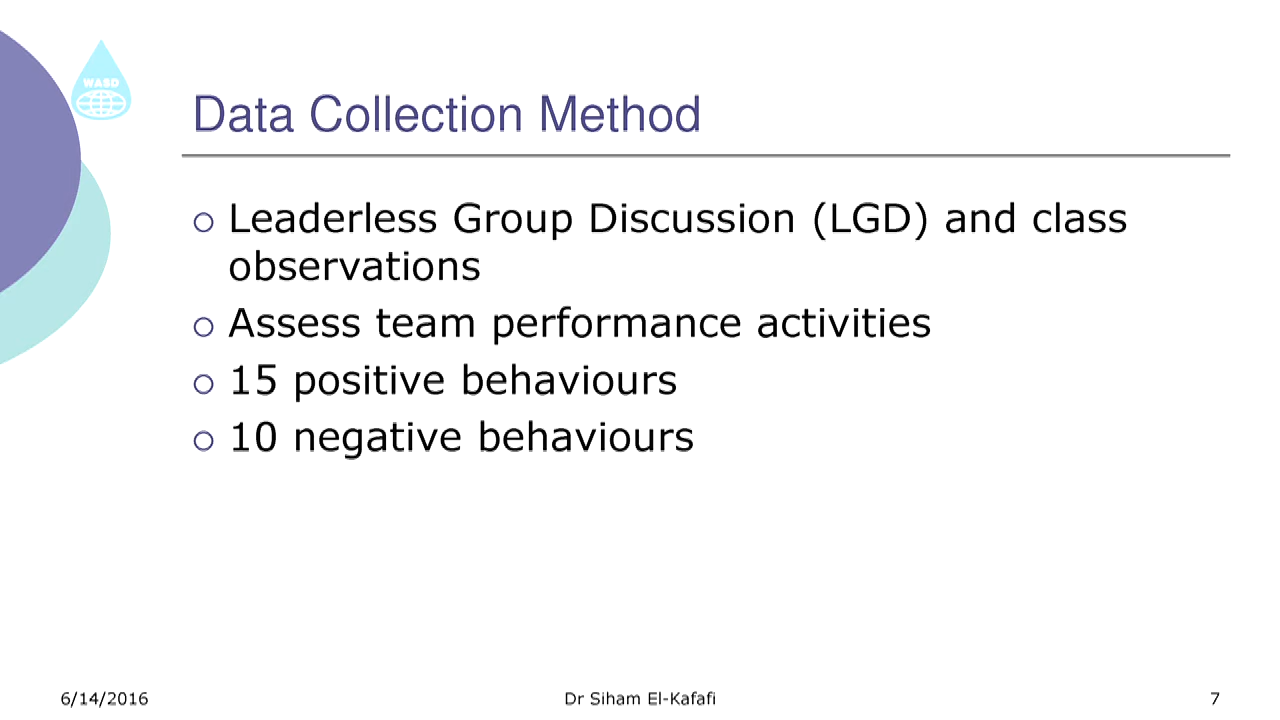 WASD
Data Collection Method
Leaderless Group Discussion (LGD) and class
observations
Assess team performance activities
15 positive behaviours
10 negative behaviours
6/14/2016
Dr Siham El-Kafafi
7